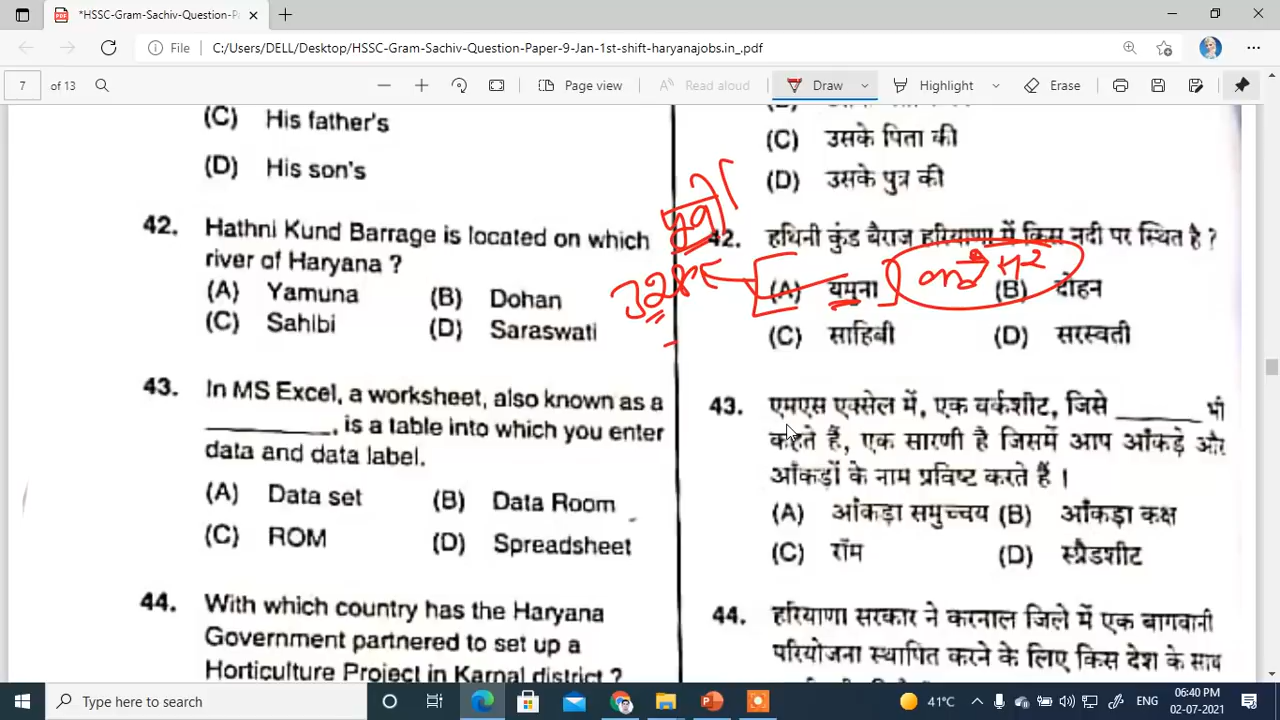 *HSSC-Gram-Sachiv-Question-Pa
File
C:/Users/DELL/Desktop/HSSC-Gram-Sachiv-Question-Paper-9-Jan-1st-shift-haryanajobs.in_.pdf
7 of 13
Page view
Read aloud
Draw
Highlight
Erase
(C) His father's
(D) His son's
42. Hathni Kund Barrage is located on which
river of Haryana ?
(A) Yamuna (B) Dohan
(C) Sahibi (D) Saraswati
43. In MS Excel, a worksheet, also known as a
____________, is a table into which you enter
data and data label.
(A) Data set (B) Data Room
(C) ROM (D) Spreadsheet
44. With which country has the Haryana
Government partnered to set up a
Horticulture Project in Karnal district ?
(C) उसके पिता की
(D) उसके पुत्र की
42. हथिनी कुंड बैराज हरियाणा में किस नदी पर स्थित है ?
(A) यमुना (B) दोहन
(C) साहिबी (D) सरस्वती
43. एमएस एक्सेल में, एक वर्कशीट, जिसे _______ भी
कहते हैं, एक सारणी है जिसमें आप आँकड़े और
आँकड़ों के नाम प्रविष्ट करते हैं ।
(A) आँकड़ा समुच्चय (B) आँकड़ा कक्ष
(C) रॉम (D) स्प्रैडशीट
44. हरियाणा सरकार ने करनाल जिले में एक बागवानी
परियोजना स्थापित करने के लिए किस देश के साथ
Type here to search
41°C
ENG
06:40 PM
02-07-2021